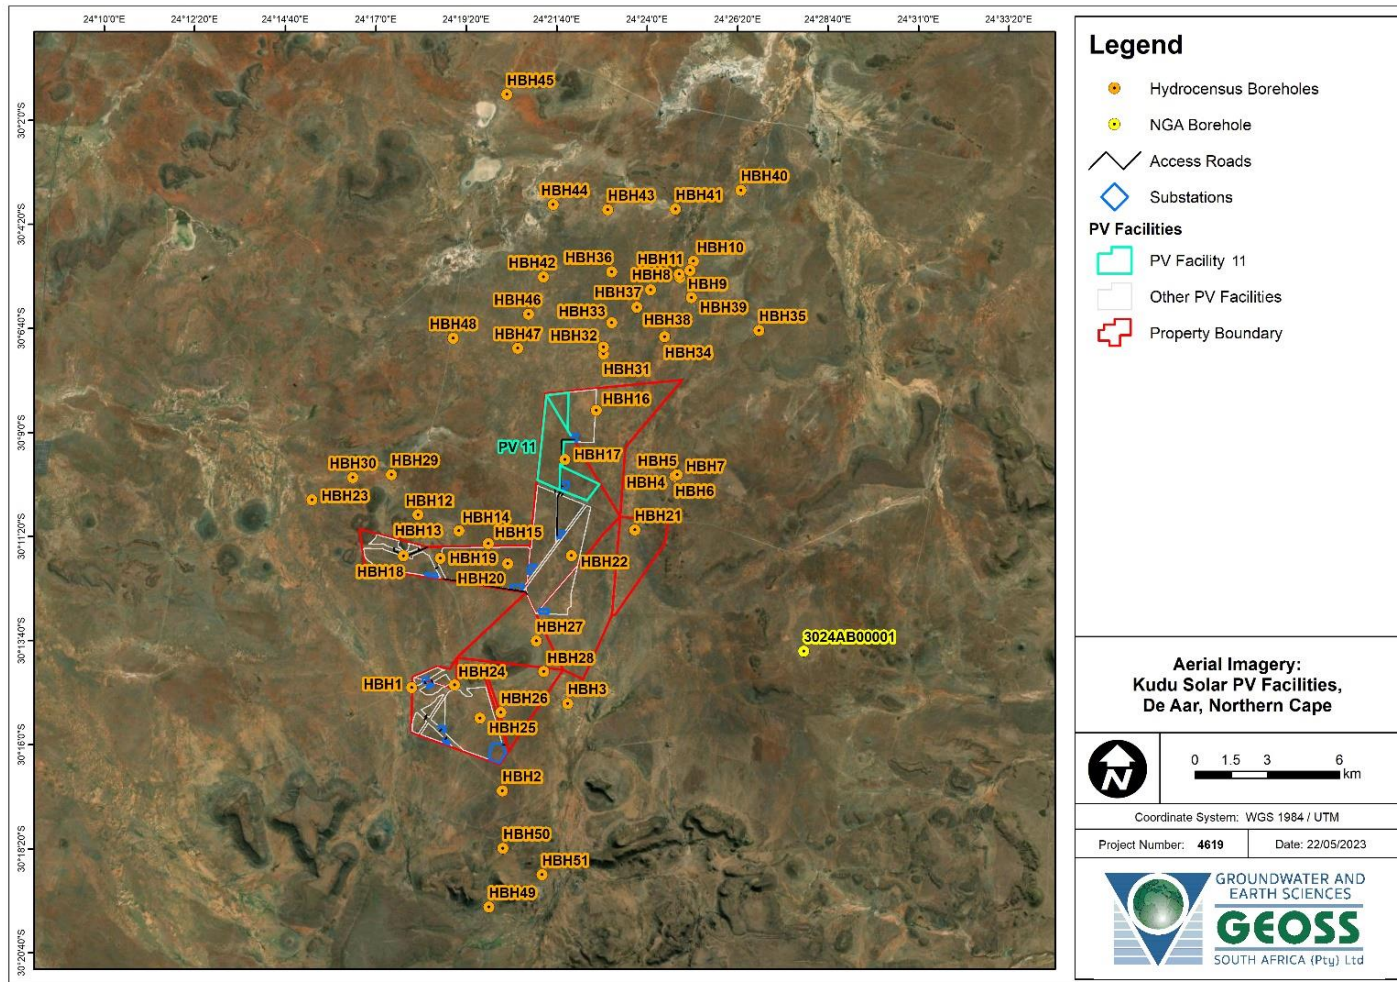 24°10'0"E
24°12'20"E
24°14'40"E
24°17'0"E
24°19'20"E
24°21'40"E
24°24'0"E
24°26'20"E
24°28'40"E
24°31'0"E
24°33'20"E
30°2'0"S
30°4'20"S
30°6'40"S
30°9'0"S
30°11'20"S
30°13'40"S
30°16'0"S
30°18'20"S
30°20'40"S
HBH45
HBH40
HBH44
HBH43
HBH41
HBH10
HBH36
HBH11
HBH42
HBH8
HBH9
HBH37
HBH46
HBH39
HBH33
HBH38
HBH35
HBH48
HBH47
HBH32
HBH34
HBH31
HBH16
PV 11
HBH17
HBH30
HBH29
HBH5
HBH7
HBH4
HBH6
HBH23
HBH12
HBH21
HBH14
HBH13
HBH15
HBH19
HBH22
HBH18
HBH20
HBH27
3024AB00001
HBH28
HBH24
HBH1
HBH3
HBH26
HBH25
HBH2
HBH50
HBH51
HBH49
Legend
Hydrocensus Boreholes
NGA Borehole
Access Roads
Substations
PV Facilities
PV Facility 11
Other PV Facilities
Property Boundary
Aerial Imagery:
Kudu Solar PV Facilities,
De Aar, Northern Cape
N
0 1.5 3 6
km
Coordinate System: WGS 1984 / UTM
Project Number: 4619
Date: 22/05/2023
GROUNDWATER AND
EARTH SCIENCES
GEOSS
SOUTH AFRICA (Pty) Ltd